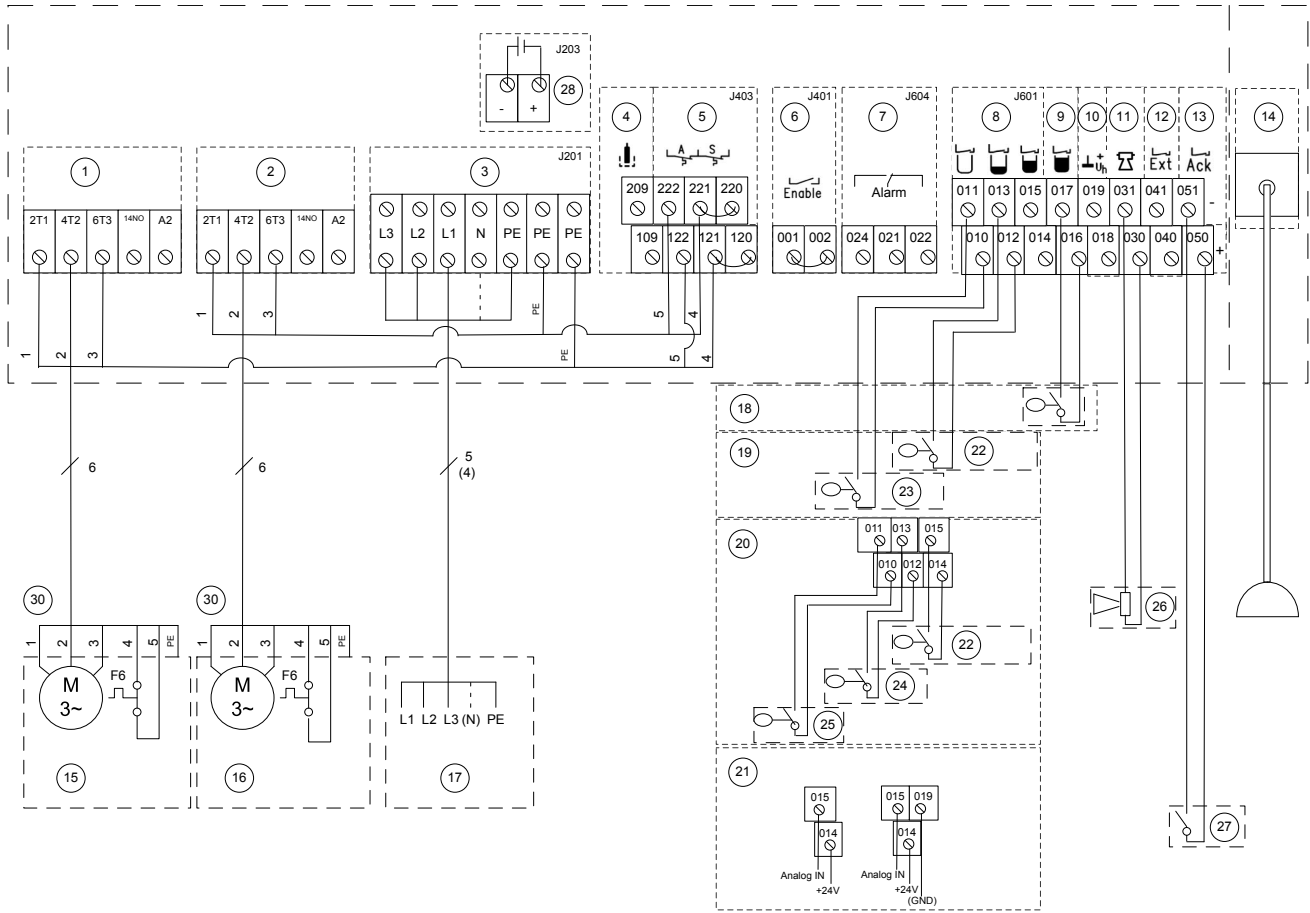 J203
28
- +
J403
J401
J604
J601
4
5
6
7
8
9
10
11
12
13
14
1
2
3
J201
A S
Enable
Alarm
+
Uh
Ext
Ack
209 222 221 220
011 013 015 017 019 031 041 051 -
2T1 4T2 6T3 14NO A2
2T1 4T2 6T3 14NO A2
L3 L2 L1 N PE PE PE
109 122 121 120
001 002
024 021 022
010 012 014 016 018 030 040 050 +
1 2 3
PE
5 4
1 2 3
PE
5 4
18
6
6
5
(4)
19
22
23
20
011 013 015
010 012 014
30
30
26
1 2 3 4 5 PE
1 2 3 4 5 PE
22
M
3~
F6
M
3~
F6
24
L1 L2 L3 (N) PE
25
15
16
17
21
015
014
015 019
014
27
Analog IN
+24V
Analog IN
+24V
(GND)